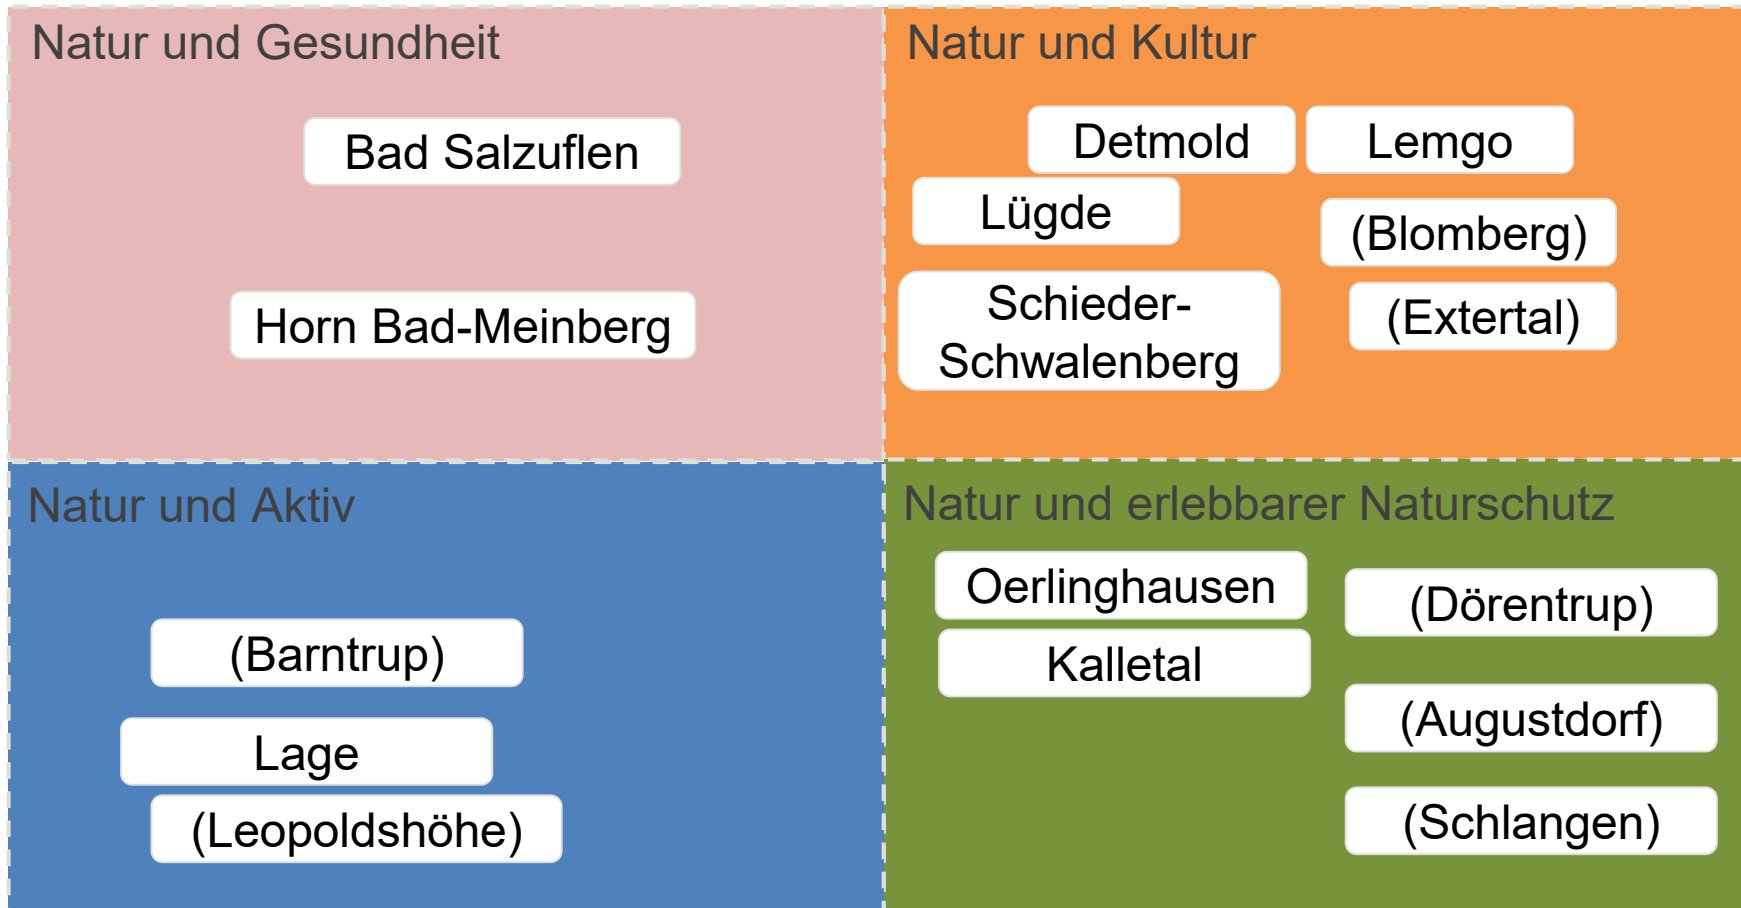 Natur und Gesundheit
Bad Salzuflen
Horn Bad-Meinberg
Natur und Kultur
Detmold
Lemgo
Lügde
(Blomberg)
Schieder-
Schwalenberg
(Extertal)
Natur und Aktiv
(Barntrup)
Lage
(Leopoldshöhe)
Natur und erlebbarer Naturschutz
Oerlinghausen
(Dörentrup)
Kalletal
(Augustdorf)
(Schlangen)